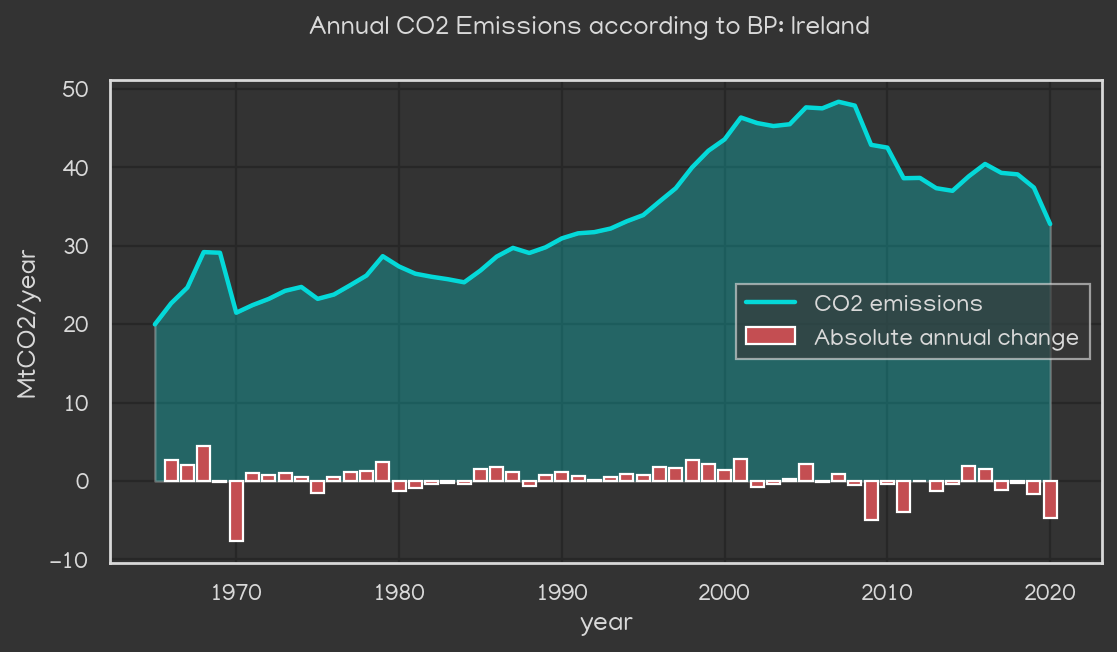 Annual CO2 Emissions according to BP: Ireland
50
40
30
20
10
0
−10
MtCO2/year
CO2 emissions
Absolute annual change
1970 1980 1990 2000 2010 2020
year